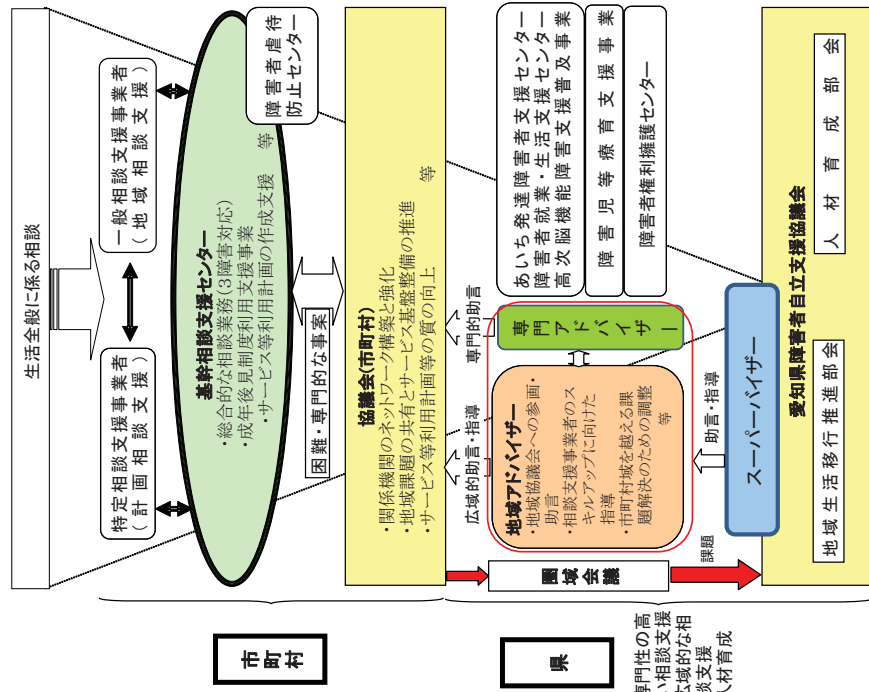 生活全般に係る相談
特定相談支援事業者
（計画相談支援）
一般相談支援事業者
（地域相談支援）
基幹相談支援センター
・総合的な相談業務(3障害対応)
・成年後見制度利用支援事業
・サービス等利用計画の作成支援　等
障害者虐待
防止センター
困難・専門的な事案
市町村
協議会(市町村)
・関係機関のネットワーク構築と強化
・地域課題の共有とサービス基盤整備の推進
・サービス等利用計画等の質の向上　等
広域的助言・指導
専門的助言
圏域会議
地域アドバイザー
・地域協議会への参画・
助言
・相談支援事業者のス
キルアップに向けた
指導
・市町村域を越える課
題解決のための調整
等
専門アドバイザー
あいち発達障害者支援センター
障害者就業・生活支援センター
高次脳機能障害支援普及事業
障害児等療育支援事業
障害者権利擁護センター
県
専門性の高
い相談支援
広域的な相
談支援
人材育成
課題
助言・指導
スーパーバイザー
愛知県障害者自立支援協議会
地域生活移行推進部会
人材育成部会